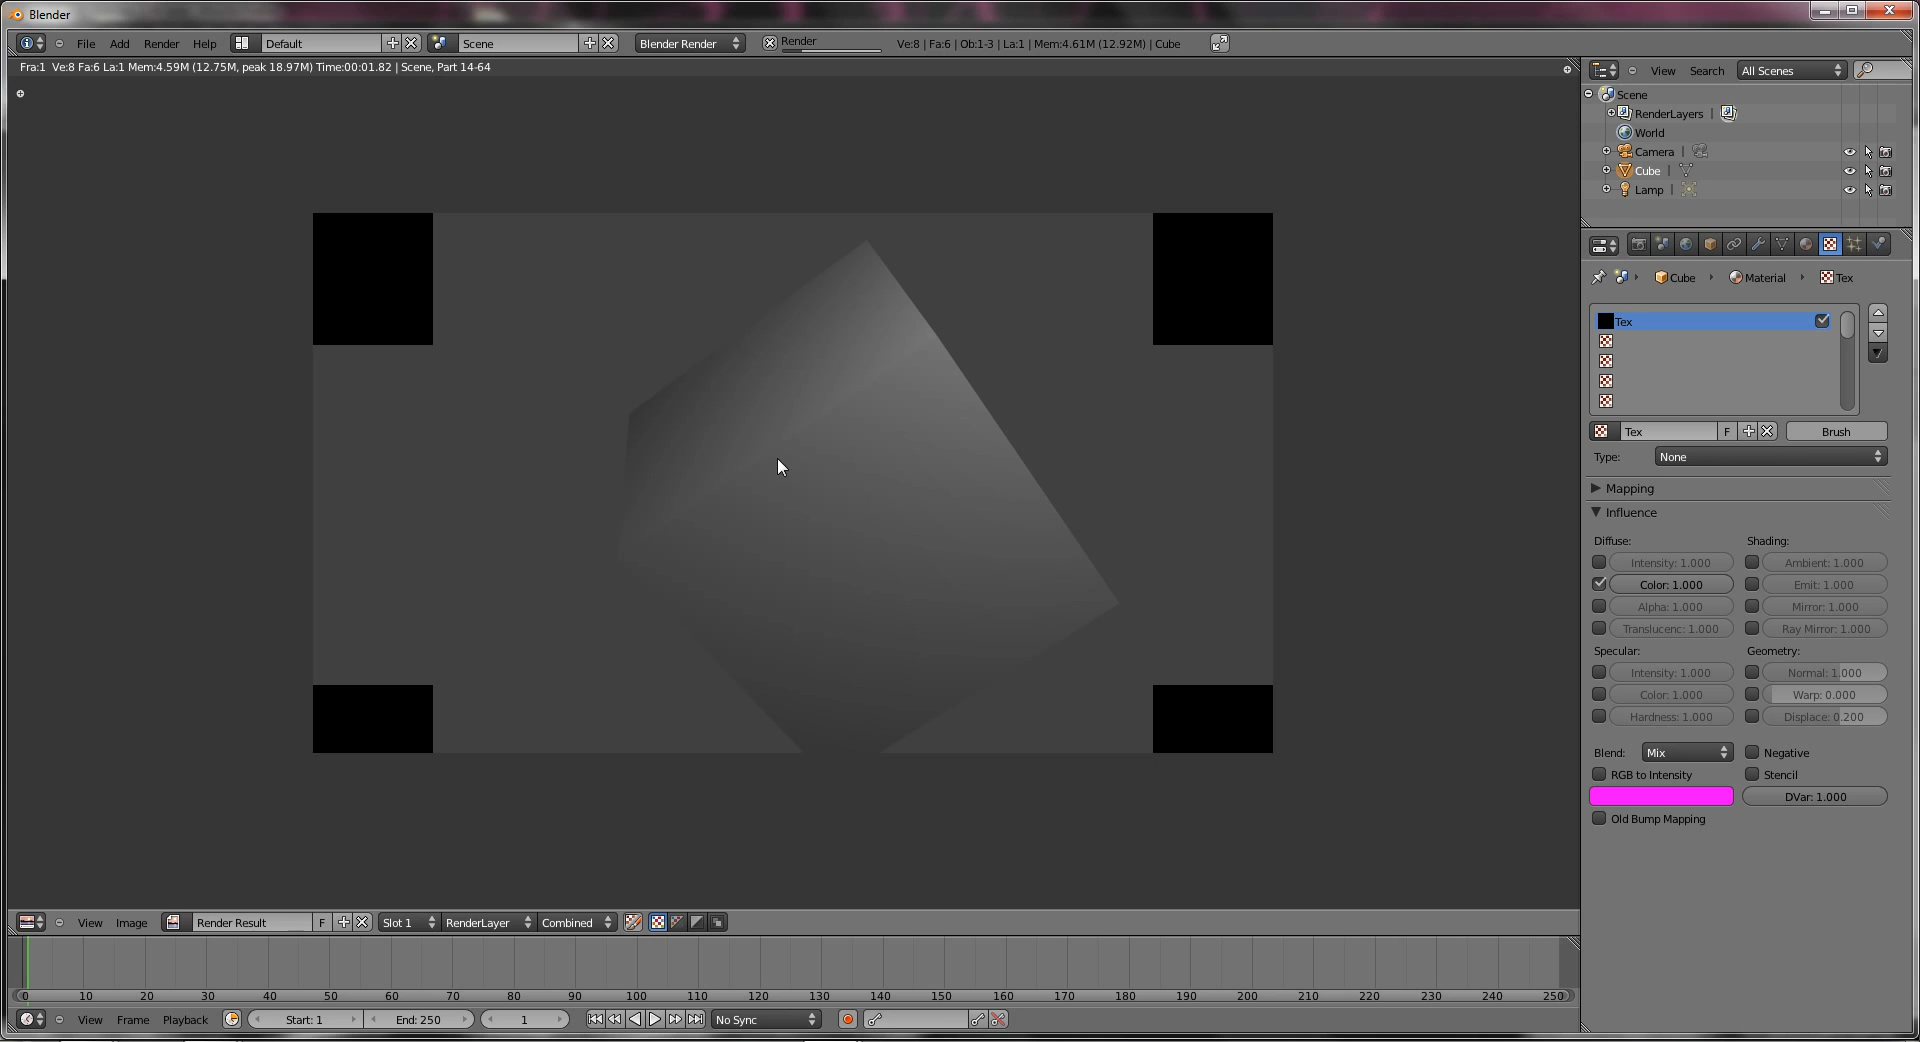 Blender
File Add Render Help Default Scene Blender Render Render Ve:8 | Fa:6 | Ob:1-3 | La:1 | Mem:4.61M (12.92M) | Cube
Fra:1 Ve:8 Fa:6 La:1 Mem:4.59M (12.75M, peak 18.97M) Time:00:01.82 | Scene, Part 14-64
View Search All Scenes
Scene
RenderLayers |
World
Camera |
Cube |
Lamp |
Cube Material Tex
Tex
Tex F Brush
Type: None
Mapping
Influence
Diffuse: Shading:
Intensity: 1.000 Ambient: 1.000
Color: 1.000 Emit: 1.000
Alpha: 1.000 Mirror: 1.000
Translucenc: 1.000 Ray Mirror: 1.000
Specular: Geometry:
Intensity: 1.000 Normal: 1.000
Color: 1.000 Warp: 0.000
Hardness: 1.000 Displace: 0.200
Blend: Mix Negative
RGB to Intensity Stencil
DVar: 1.000
Old Bump Mapping
View Image Render Result F Slot 1 RenderLayer Combined
0 10 20 30 40 50 60 70 80 90 100 110 120 130 140 150 160 170 180 190 200 210 220 230 240 250
View Frame Playback Start: 1 End: 250 1 No Sync